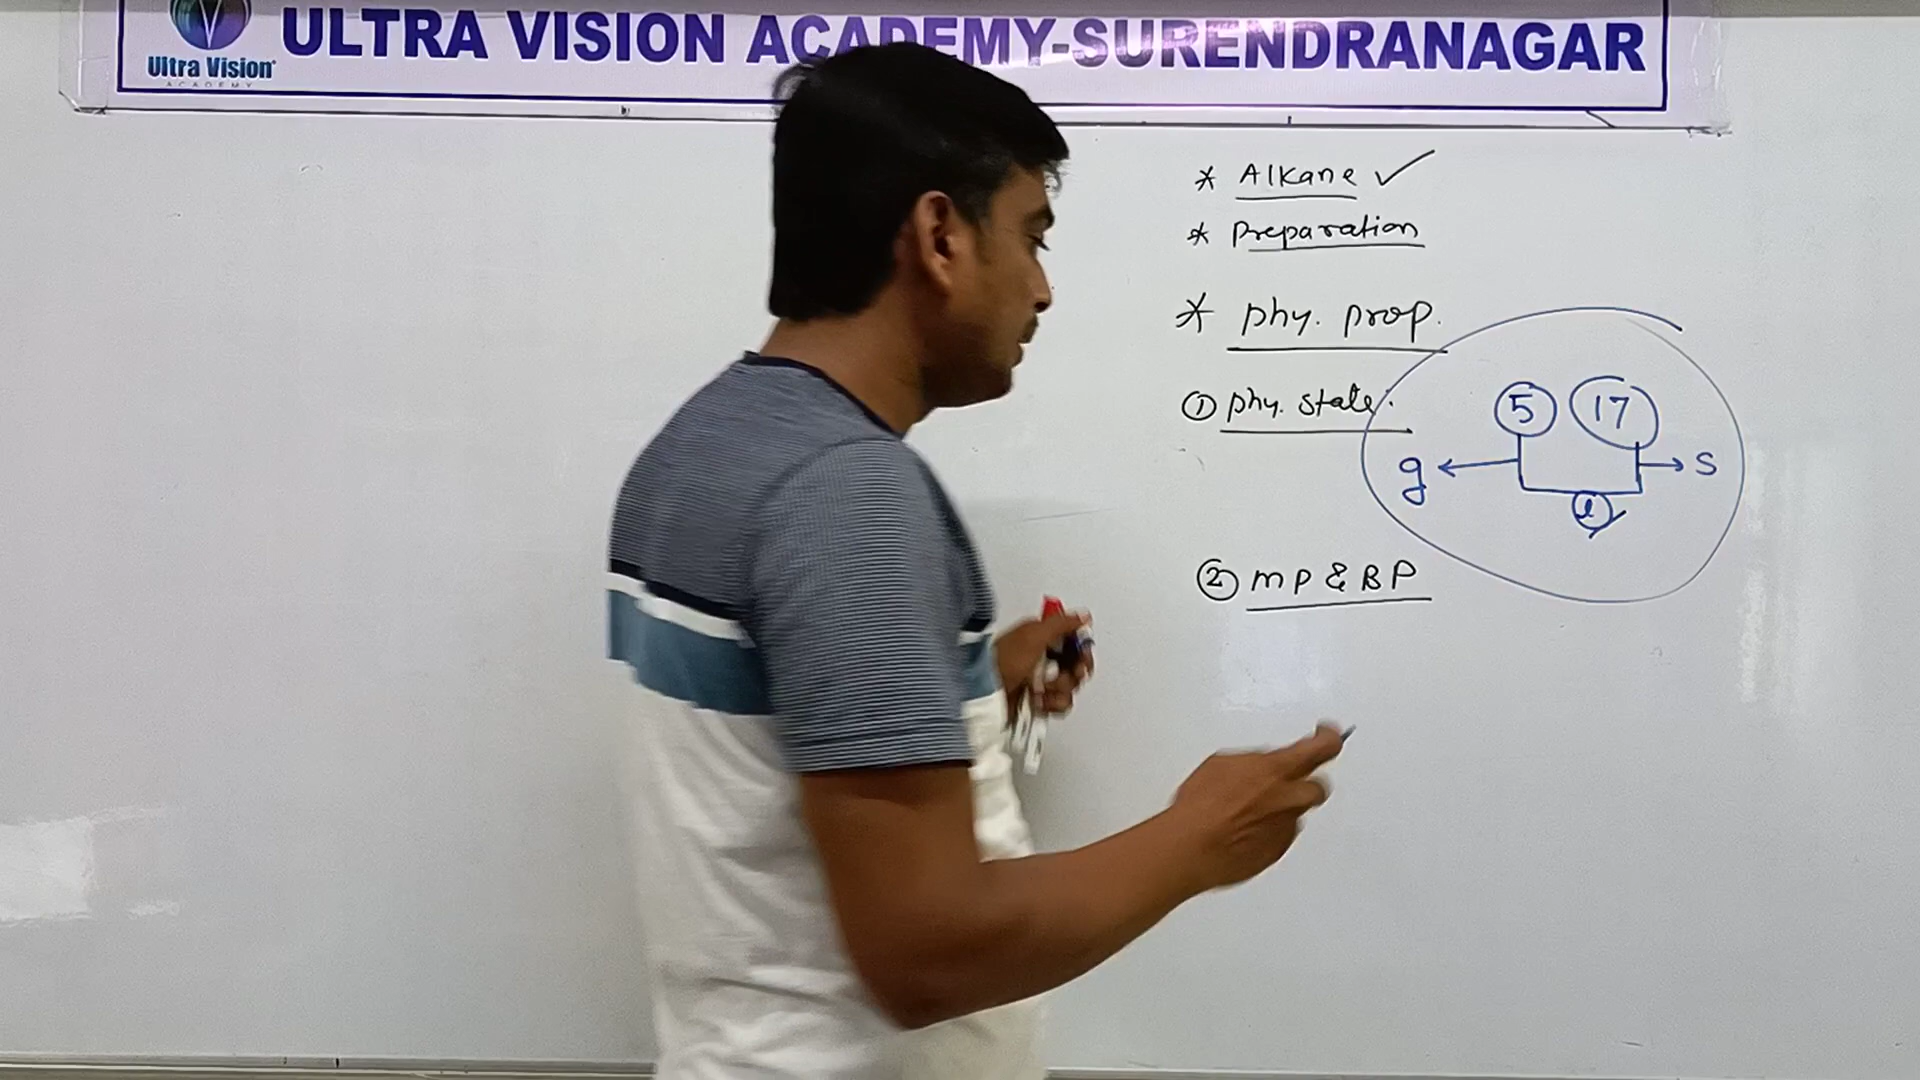 ULTRA VISION ACADEMY-SURENDRANAGAR
Ultra Vision
ACADEMY
* Alkane ✓
* Preparation
* phy. prop.
① phy. state.
5 17
g ← → s
l
② MP & BP